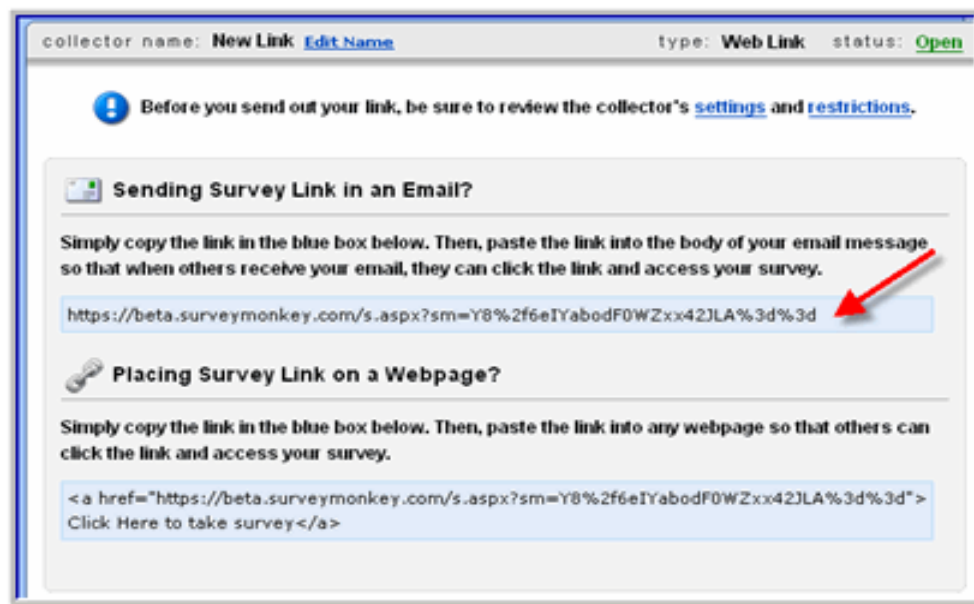 collector name: New Link Edit Name type: Web Link status: Open
Before you send out your link, be sure to review the collector's settings and restrictions.
Sending Survey Link in an Email?
Simply copy the link in the blue box below. Then, paste the link into the body of your email message
so that when others receive your email, they can click the link and access your survey.
https://beta.surveymonkey.com/s.aspx?sm=Y8%2f6eIYabodF0WZxx42JLA%3d%3d
Placing Survey Link on a Webpage?
Simply copy the link in the blue box below. Then, paste the link into any webpage so that others can
click the link and access your survey.
<a href="https://beta.surveymonkey.com/s.aspx?sm=Y8%2f6eIYabodF0WZxx42JLA%3d%3d">
Click Here to take survey</a>